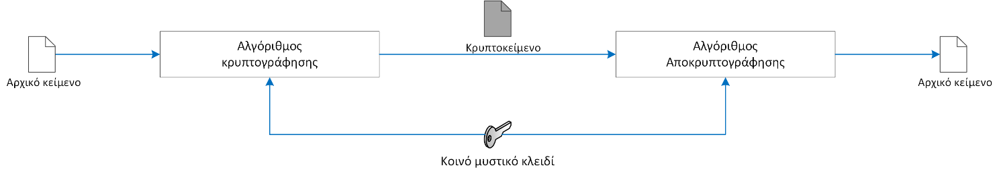 Αρχικό κείμενο
Αλγόριθμος
κρυπτογράφησης
Κρυπτοκείμενο
Αλγόριθμος
Αποκρυπτογράφησης
Αρχικό κείμενο
Κοινό μυστικό κλειδί